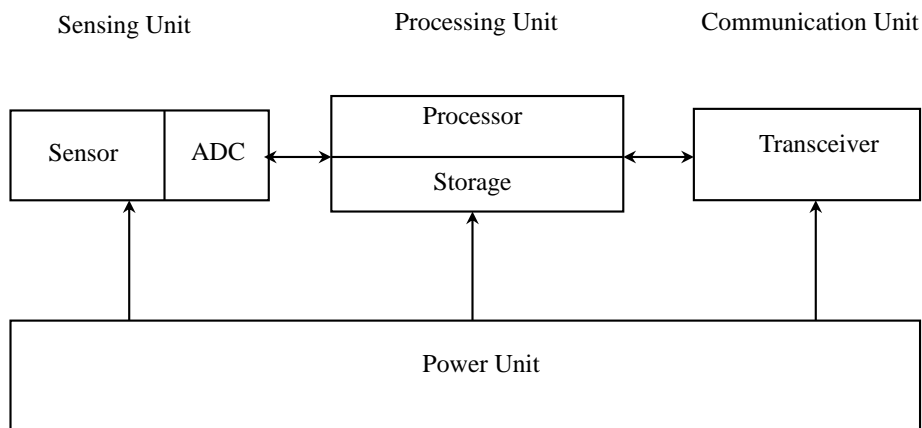 Sensing Unit
Processing Unit
Communication Unit
Sensor
ADC
Processor
Storage
Transceiver
Power Unit